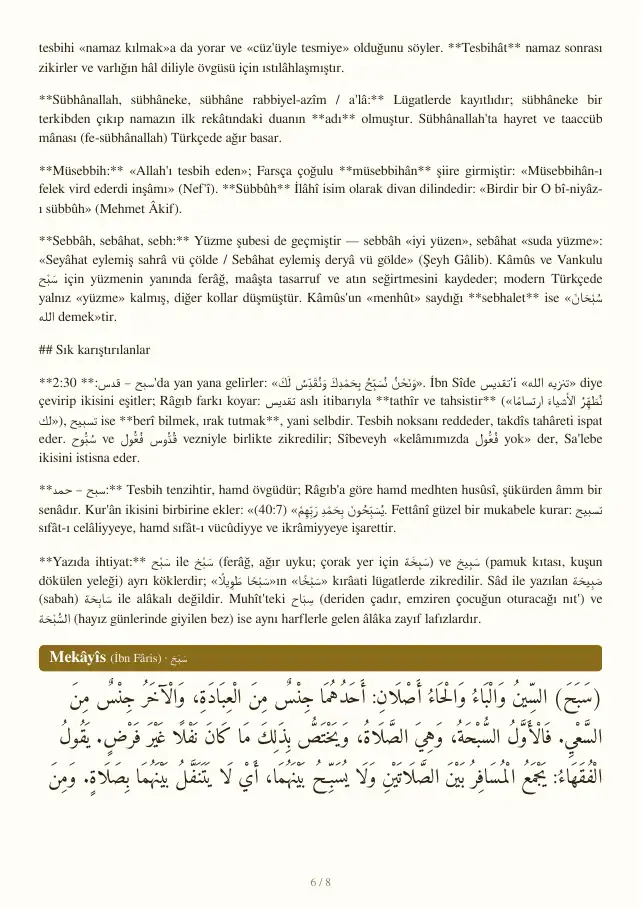 tesbihi «namaz kılmak»a da yorar ve «cüz'üyle tesmiye» olduğunu söyler. **Tesbihât** namaz sonrası
zikirler ve varlığın hâl diliyle övgüsü için ıstılâhlaşmıştır.
**Sübhânallah, sübhâneke, sübhâne rabbiyel-azîm / a'lâ:** Lügatlerde kayıtlıdır; sübhâneke bir
terkibden çıkıp namazın ilk rekâtındaki duanın **adı** olmuştur. Sübhânallah'ta hayret ve taaccüb
mânası (fe-sübhânallah) Türkçede ağır basar.
**Müsebbih:** «Allah'ı tesbih eden»; Farsça çoğulu **müsebbihân** şiire girmiştir: «Müsebbihân-ı
felek vird ederdi inşâmı» (Nef'î). **Sübbûh** İlâhî isim olarak divan dilindedir: «Birdir bir O bî-niyâz-
ı sübbûh» (Mehmet Âkif).
**Sebbâh, sebâhat, sebh:** Yüzme şubesi de geçmiştir — sebbâh «iyi yüzen», sebâhat «suda yüzme»:
«Seyâhat eylemiş sahrâ vü çölde / Sebâhat eylemiş deryâ vü gölde» (Şeyh Gâlib). Kâmûs ve Vankulu
سَبْح için yüzmenin yanında ferâğ, maâşta tasarruf ve atın seğirtmesini kaydeder; modern Türkçede
yalnız «yüzme» kalmış, diğer kollar düşmüştür. Kâmûs'un «menhût» saydığı **sebhalet** ise «سُبْحَانَ
الله demek»tir.
## Sık karıştırılanlar
**سبح – قدس:** 2:30'da yan yana gelirler: «وَنَحْنُ نُسَبِّحُ بِحَمْدِكَ وَنُقَدِّسُ لَكَ». İbn Sîde تقديس'i «تنزيه الله» diye
çevirip ikisini eşitler; Râgıb farkı koyar: تقديس aslı itibarıyla **tathîr ve tahsistir** («نُطَهِّرُ الأشياءَ ارتسامًا
لك»), تسبيح ise **berî bilmek, ırak tutmak**, yani selbdir. Tesbih noksanı reddeder, takdîs tahâreti ispat
eder. سُبُّوح ve قُدُّوس فُعُّول vezniyle birlikte zikredilir; Sîbeveyh «kelâmımızda فُعُّول yok» der, Sa'lebe
ikisini istisna eder.
**سبح – حمد:** Tesbih tenzihtir, hamd övgüdür; Râgıb'a göre hamd medhten husûsî, şükürden âmm bir
senâdır. Kur'ân ikisini birbirine ekler: «يُسَبِّحُونَ بِحَمْدِ رَبِّهِمْ» (40:7). Fettânî güzel bir mukabele kurar: تسبيح
sıfât-ı celâliyyeye, hamd sıfât-ı vücûdiyye ve ikrâmiyyeye işarettir.
**Yazıda ihtiyat:** سَبْح ile سَبْخ (ferâğ, ağır uyku; çorak yer için سَبِخَة) ve سَبِيخ (pamuk kıtası, kuşun
dökülen yeleği) ayrı köklerdir; «سَبْحًا طَوِيلًا»ın «سَبْخًا» kırâati lügatlerde zikredilir. Sâd ile yazılan صَبِيحَة
(sabah) سَابِحَة ile alâkalı değildir. Muhît'teki سِبَاح (deriden çadır, emziren çocuğun oturacağı nıt') ve
السُّبْحَة (hayız günlerinde giyilen bez) ise aynı harflerle gelen alâka zayıf lafızlardır.
Mekâyîs (İbn Fâris) · سَبَحَ
(سَبَحَ) السِّينُ وَالْبَاءُ وَالْحَاءُ أَصْلَانِ: أَحَدُهُمَا جِنْسٌ مِنَ الْعِبَادَةِ، وَالْآخَرُ جِنْسٌ مِنَ
السَّعْيِ. فَالْأَوَّلُ السُّبْحَةُ، وَهِيَ الصَّلَاةُ، وَيَخْتَصُّ بِذَلِكَ مَا كَانَ نَفْلًا غَيْرَ فَرْضٍ. يَقُولُ
الْفُقَهَاءُ: يَجْمَعُ الْمُسَافِرُ بَيْنَ الصَّلَاتَيْنِ وَلَا يُسَبِّحُ بَيْنَهُمَا، أَيْ لَا يَتَنَفَّلُ بَيْنَهُمَا بِصَلَاةٍ. وَمِنَ
6 / 8